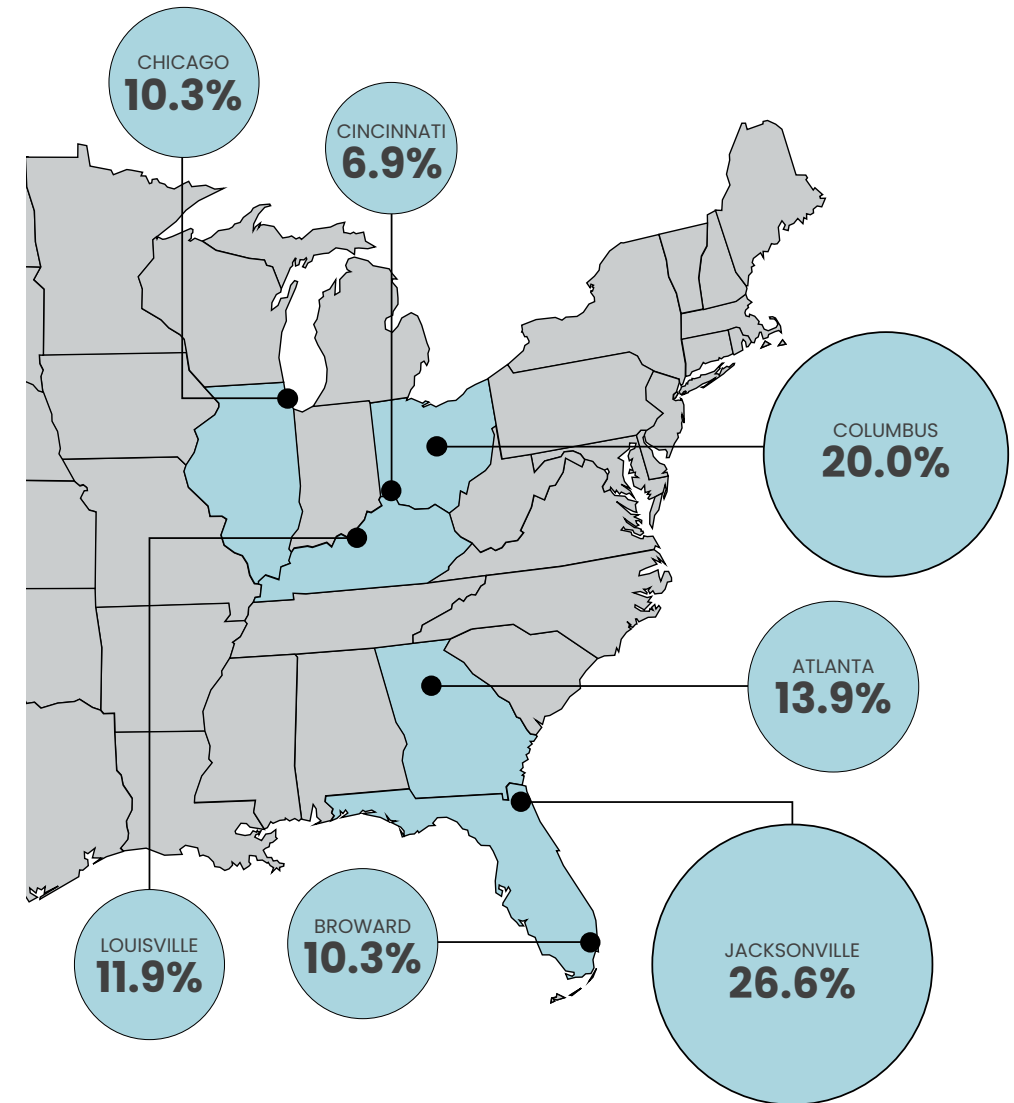 CHICAGO
10.3%
CINCINNATI
6.9%
COLUMBUS
20.0%
ATLANTA
13.9%
LOUISVILLE
11.9%
BROWARD
10.3%
JACKSONVILLE
26.6%